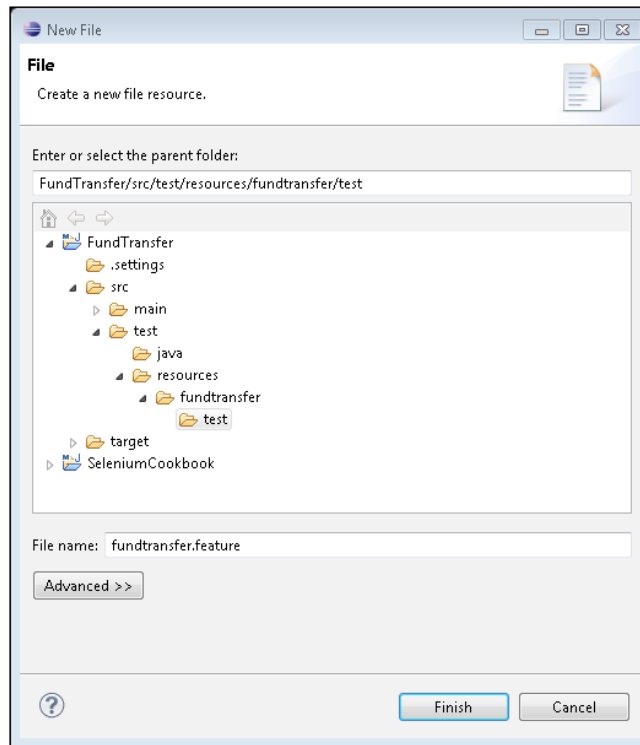 New File
File
Create a new file resource.
Enter or select the parent folder:
FundTransfer/src/test/resources/fundtransfer/test
FundTransfer
.settings
src
main
test
java
resources
fundtransfer
test
target
SeleniumCookbook
File name: fundtransfer.feature
Advanced >>
Finish Cancel